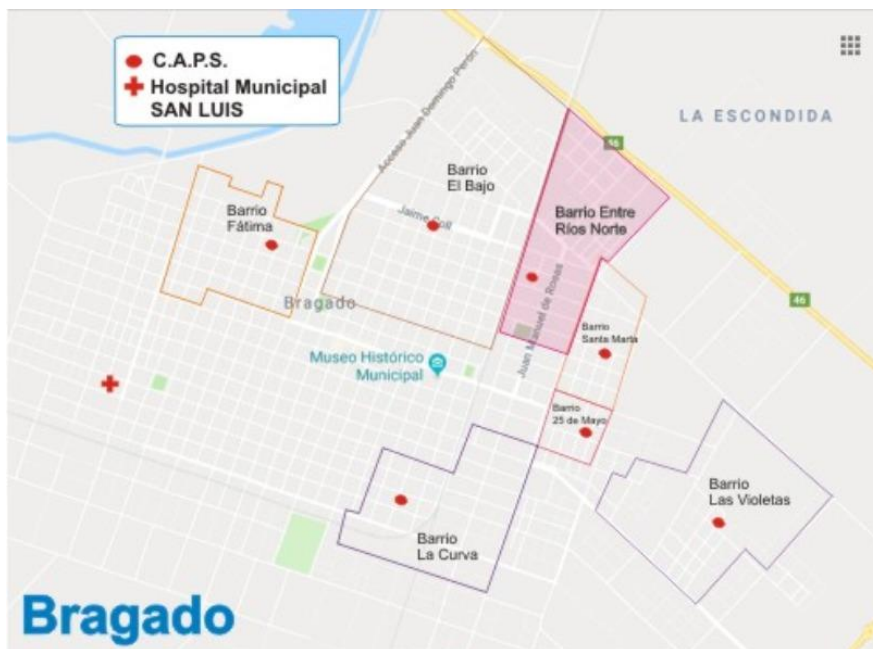 C.A.P.S.
Hospital Municipal
SAN LUIS
Acceso Juan Domingo Perón
46
LA ESCONDIDA
Barrio
El Bajo
Jaime Coll
Barrio
Fátima
Barrio Entre
Ríos Norte
Bragado
46
Juan Manuel de Rosas
Barrio
Santa Marta
Museo Histórico
Municipal
Barrio
25 de Mayo
Barrio
Las Violetas
Barrio
La Curva
Bragado